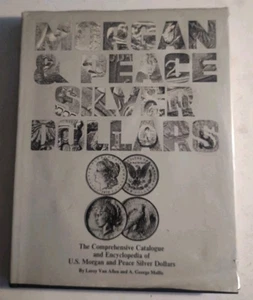 MORGAN
& PEACE
SILVER
DOLLARS
The Comprehensive Catalogue
and Encyclopedia of
U.S. Morgan and Peace Silver Dollars
By Leroy Van Allen and A. George Mallis